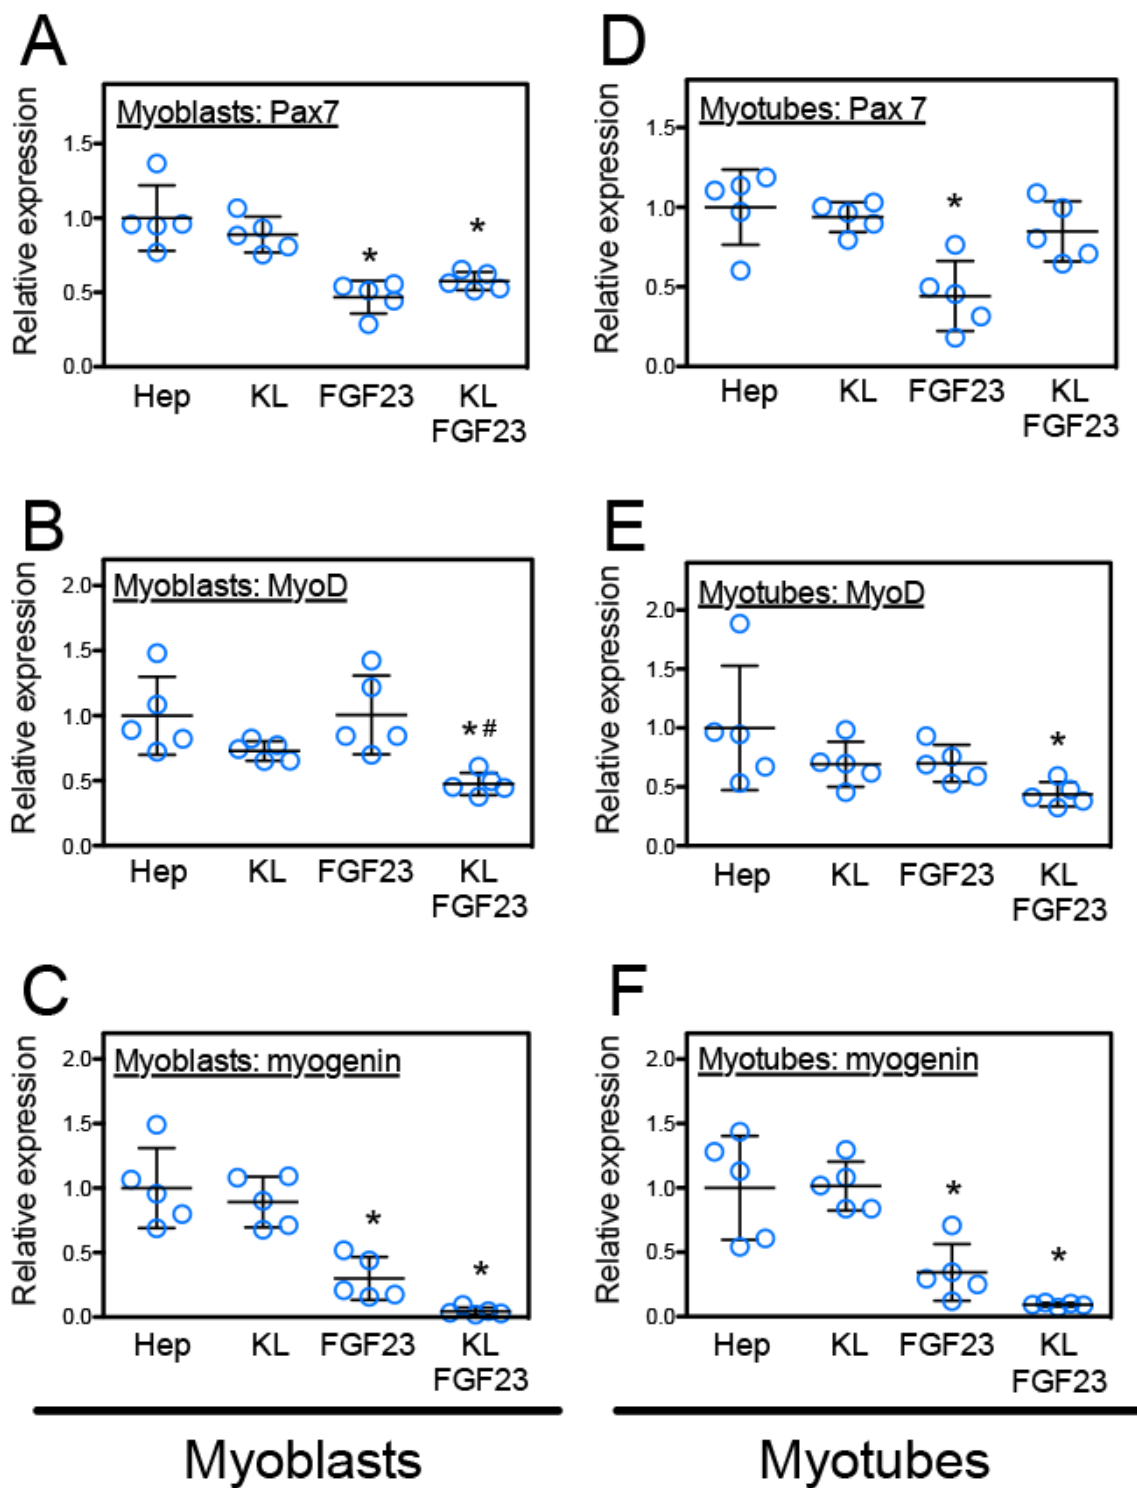 A
Relative expression
Myoblasts: Pax7
1.5
1.0
0.5
0.0
*
*
Hep KL FGF23 KL
FGF23
D
Relative expression
Myotubes: Pax 7
1.5
1.0
0.5
0.0
*
Hep KL FGF23 KL
FGF23
B
Relative expression
Myoblasts: MyoD
2.0
1.5
1.0
0.5
0.0
*#
Hep KL FGF23 KL
FGF23
E
Relative expression
Myotubes: MyoD
2.0
1.5
1.0
0.5
0.0
*
Hep KL FGF23 KL
FGF23
C
Relative expression
Myoblasts: myogenin
2.0
1.5
1.0
0.5
0.0
*
*
Hep KL FGF23 KL
FGF23
F
Relative expression
Myotubes: myogenin
2.0
1.5
1.0
0.5
0.0
*
*
Hep KL FGF23 KL
FGF23
Myoblasts
Myotubes